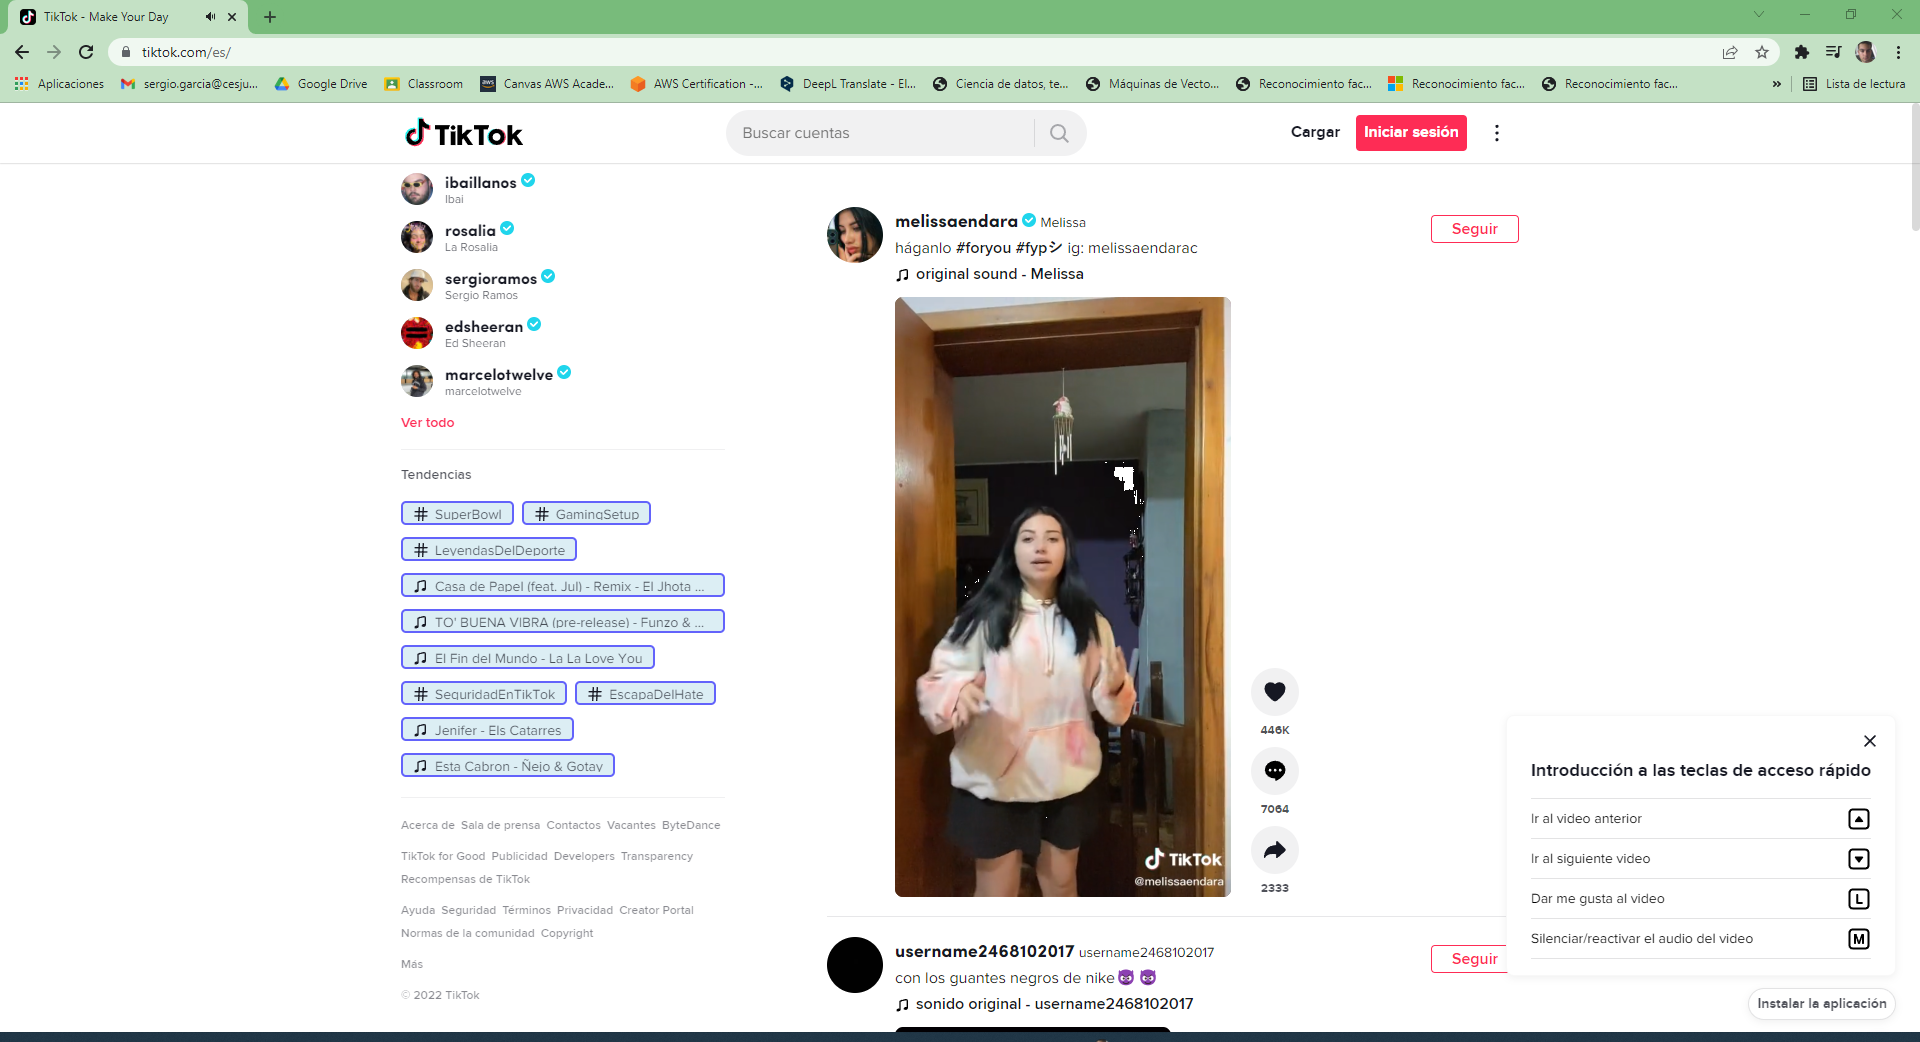 TikTok - Make Your Day
tiktok.com/es/
Aplicaciones
sergio.garcia@cesju...
Google Drive
Classroom
Canvas AWS Acade...
AWS Certification -...
DeepL Translate - El...
Ciencia de datos, te...
Máquinas de Vecto...
Reconocimiento fac...
Reconocimiento fac...
Reconocimiento fac...
»
Lista de lectura
TikTok
Buscar cuentas
Cargar
Iniciar sesión
ibaillanos
Ibai
rosalia
La Rosalia
sergioramos
Sergio Ramos
edsheeran
Ed Sheeran
marcelotwelve
marcelotwelve
Ver todo
Tendencias
# SuperBowl
# GamingSetup
# LeyendasDelDeporte
Casa de Papel (feat. Jul) - Remix - El Jhota ...
TO' BUENA VIBRA (pre-release) - Funzo & ...
El Fin del Mundo - La La Love You
# SeguridadEnTikTok
# EscapaDelHate
Jenifer - Els Catarres
Esta Cabron - Ñejo & Gotay
Acerca de Sala de prensa Contactos Vacantes ByteDance
TikTok for Good Publicidad Developers Transparency
Recompensas de TikTok
Ayuda Seguridad Términos Privacidad Creator Portal
Normas de la comunidad Copyright
Más
© 2022 TikTok
melissaendara Melissa
háganlo #foryou #fypシ ig: melissaendarac
original sound - Melissa
Seguir
TikTok
@melissaendara
446K
7064
2333
username2468102017 username2468102017
con los guantes negros de nike😈 😈
sonido original - username2468102017
Seguir
Introducción a las teclas de acceso rápido
Ir al video anterior
Ir al siguiente video
Dar me gusta al video L
Silenciar/reactivar el audio del video M
Instalar la aplicación